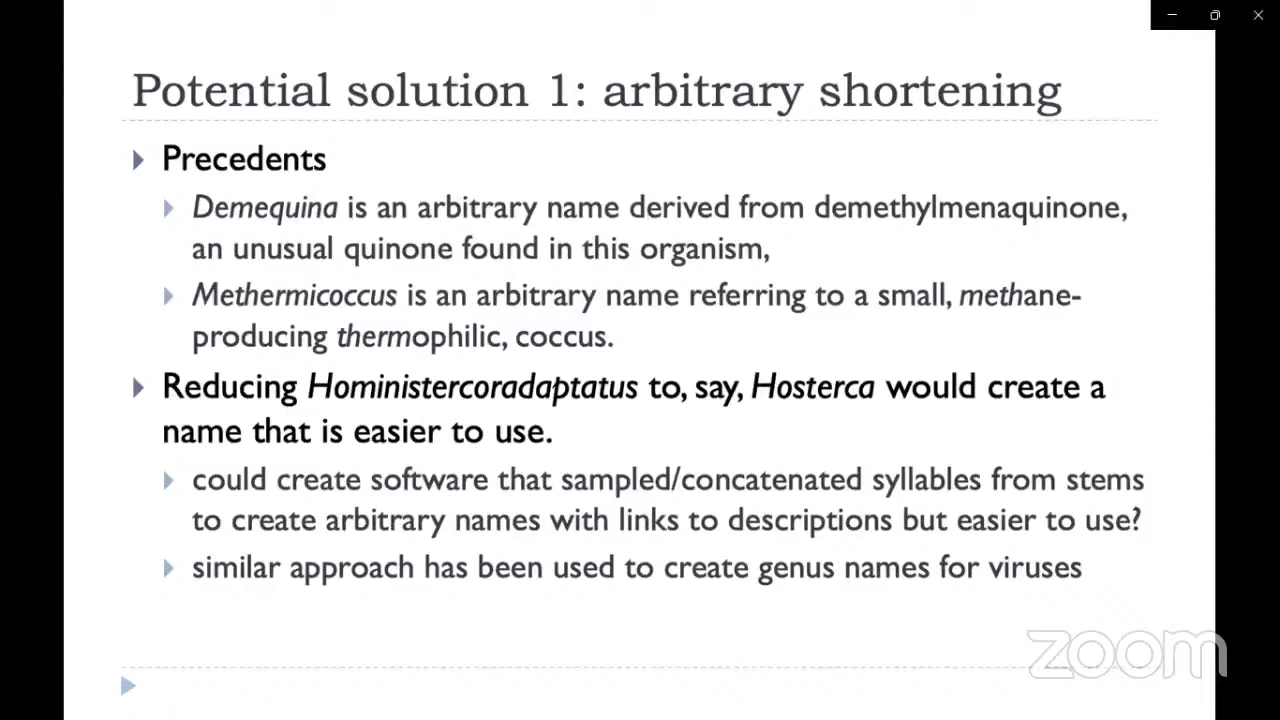 Potential solution 1: arbitrary shortening
Precedents
Demequina is an arbitrary name derived from demethylmenaquinone,
an unusual quinone found in this organism,
Methermicoccus is an arbitrary name referring to a small, methane-
producing thermophilic, coccus.
Reducing Hoministercoradaptatus to, say, Hosterca would create a
name that is easier to use.
could create software that sampled/concatenated syllables from stems
to create arbitrary names with links to descriptions but easier to use?
similar approach has been used to create genus names for viruses
zoom